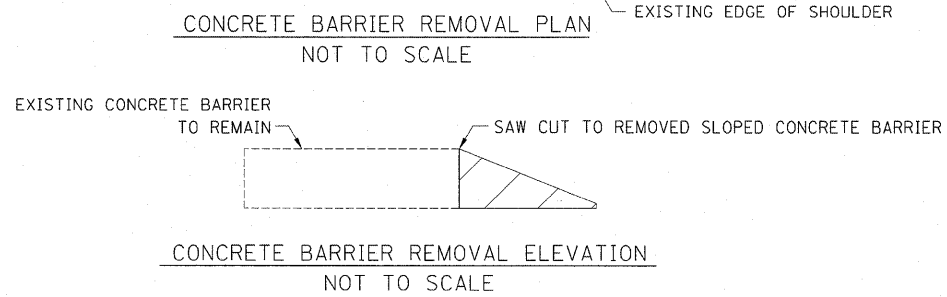 EXISTING EDGE OF SHOULDER
CONCRETE BARRIER REMOVAL PLAN
NOT TO SCALE
EXISTING CONCRETE BARRIER
TO REMAIN
SAW CUT TO REMOVED SLOPED CONCRETE BARRIER
CONCRETE BARRIER REMOVAL ELEVATION
NOT TO SCALE